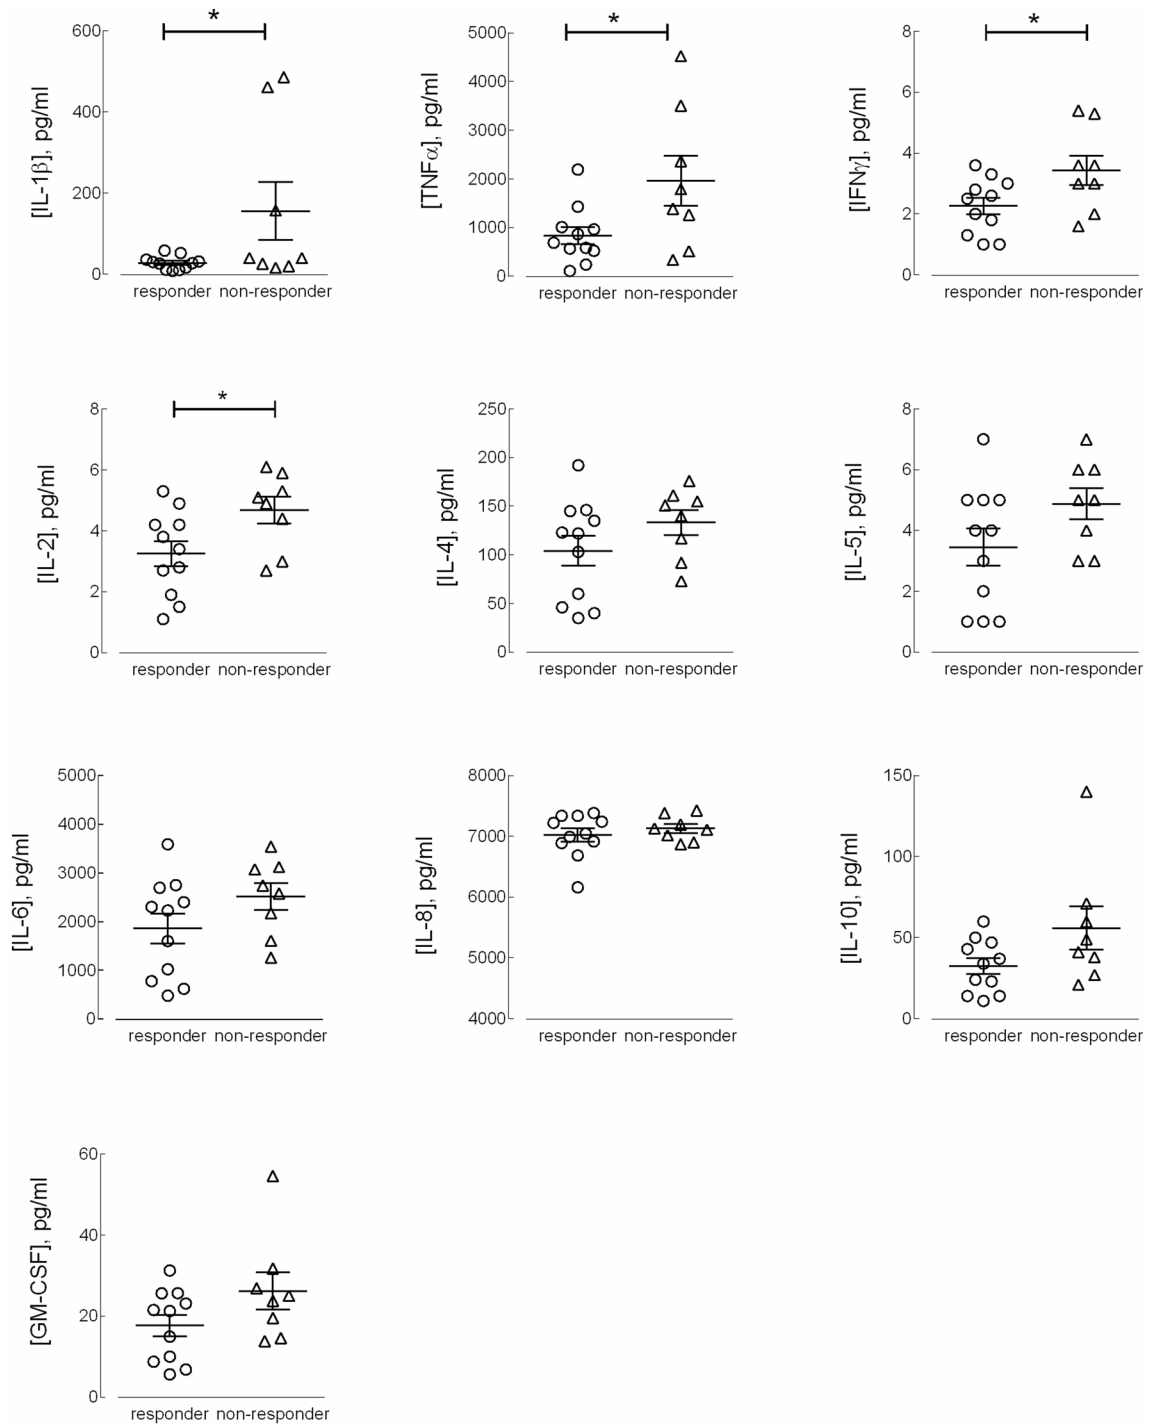 *
600
400
200
0
[IL-1β], pg/ml
responder non-responder
*
5000
4000
3000
2000
1000
0
[TNFα], pg/ml
responder non-responder
*
8
6
4
2
0
[IFNγ], pg/ml
responder non-responder
*
8
6
4
2
0
[IL-2], pg/ml
responder non-responder
250
200
150
100
50
0
[IL-4], pg/ml
responder non-responder
8
6
4
2
0
[IL-5], pg/ml
responder non-responder
5000
4000
3000
2000
1000
0
[IL-6], pg/ml
responder non-responder
8000
7000
6000
5000
4000
[IL-8], pg/ml
responder non-responder
150
100
50
0
[IL-10], pg/ml
responder non-responder
60
40
20
0
[GM-CSF], pg/ml
responder non-responder